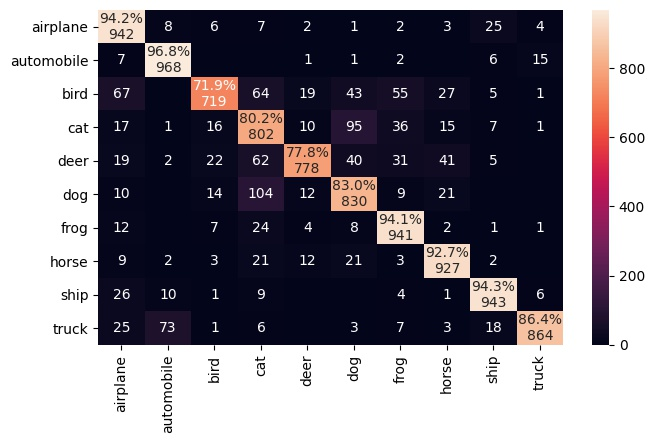 airplane 94.2% 8 6 7 2 1 2 3 25 4
942
automobile 7 96.8% 1 1 2 6 15
968
bird 67 71.9% 64 19 43 55 27 5 1
719
cat 17 1 16 80.2% 10 95 36 15 7 1
802
deer 19 2 22 62 77.8% 40 31 41 5
778
dog 10 14 104 12 83.0% 9 21
830
frog 12 7 24 4 8 94.1% 2 1 1
941
horse 9 2 3 21 12 21 3 92.7% 2
927
ship 26 10 1 9 4 1 94.3% 6
943
truck 25 73 1 6 3 7 3 18 86.4%
864
airplane
automobile
bird
cat
deer
dog
frog
horse
ship
truck
800
600
400
200
0